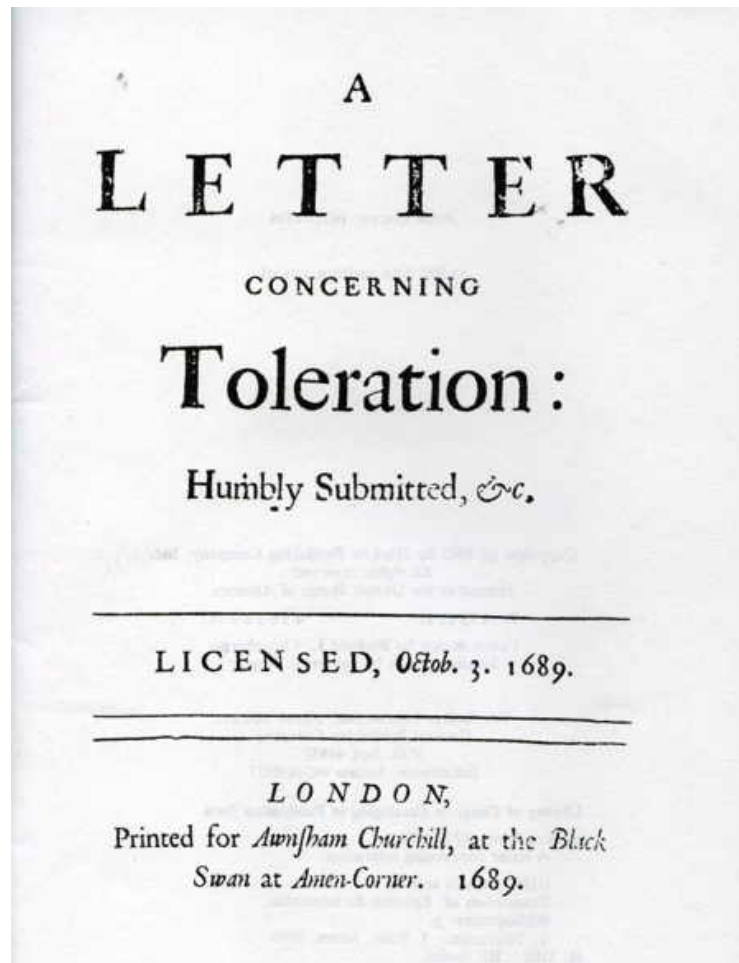 A
LETTER
CONCERNING
Toleration:
Humbly Submitted, &c.
LICENSED, Octob. 3. 1689.
LONDON,
Printed for Awnſham Churchill, at the Black
Swan at Amen-Corner. 1689.